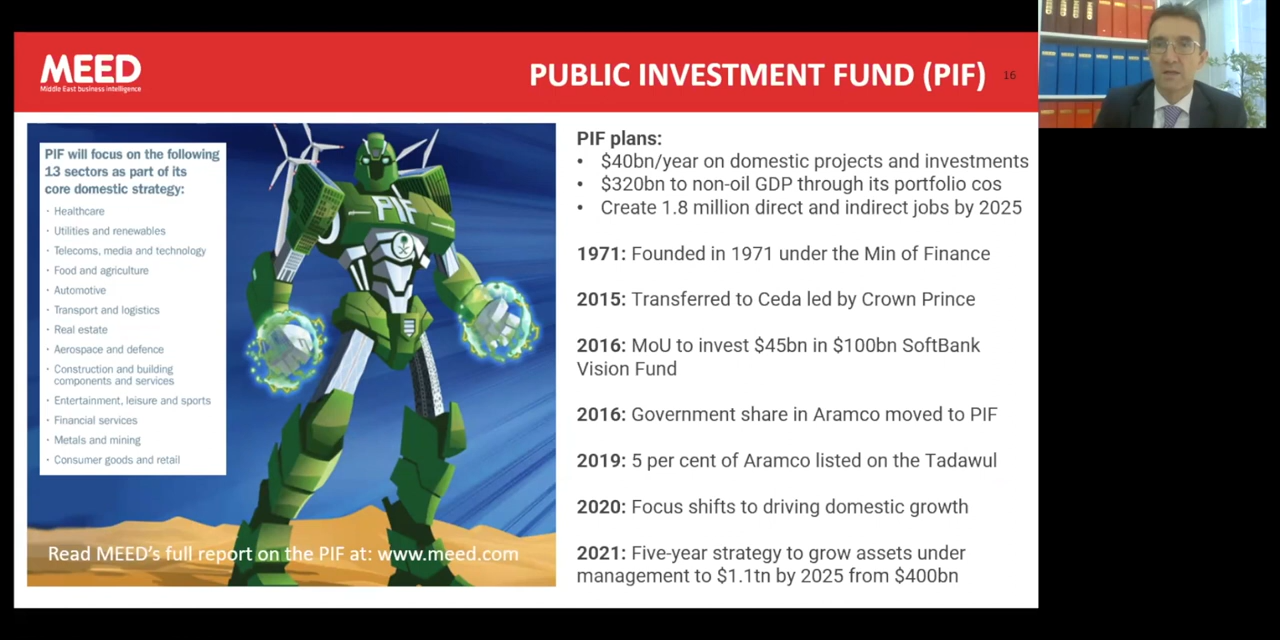 MEED
Middle East business intelligence
PUBLIC INVESTMENT FUND (PIF)
16
PIF will focus on the following
13 sectors as part of its
core domestic strategy:
· Healthcare
· Utilities and renewables
· Telecoms, media and technology
· Food and agriculture
· Automotive
· Transport and logistics
· Real estate
· Aerospace and defence
· Construction and building
components and services
· Entertainment, leisure and sports
· Financial services
· Metals and mining
· Consumer goods and retail
PIF
Read MEED's full report on the PIF at: www.meed.com
PIF plans:
• $40bn/year on domestic projects and investments
• $320bn to non-oil GDP through its portfolio cos
• Create 1.8 million direct and indirect jobs by 2025
1971: Founded in 1971 under the Min of Finance
2015: Transferred to Ceda led by Crown Prince
2016: MoU to invest $45bn in $100bn SoftBank
Vision Fund
2016: Government share in Aramco moved to PIF
2019: 5 per cent of Aramco listed on the Tadawul
2020: Focus shifts to driving domestic growth
2021: Five-year strategy to grow assets under
management to $1.1tn by 2025 from $400bn